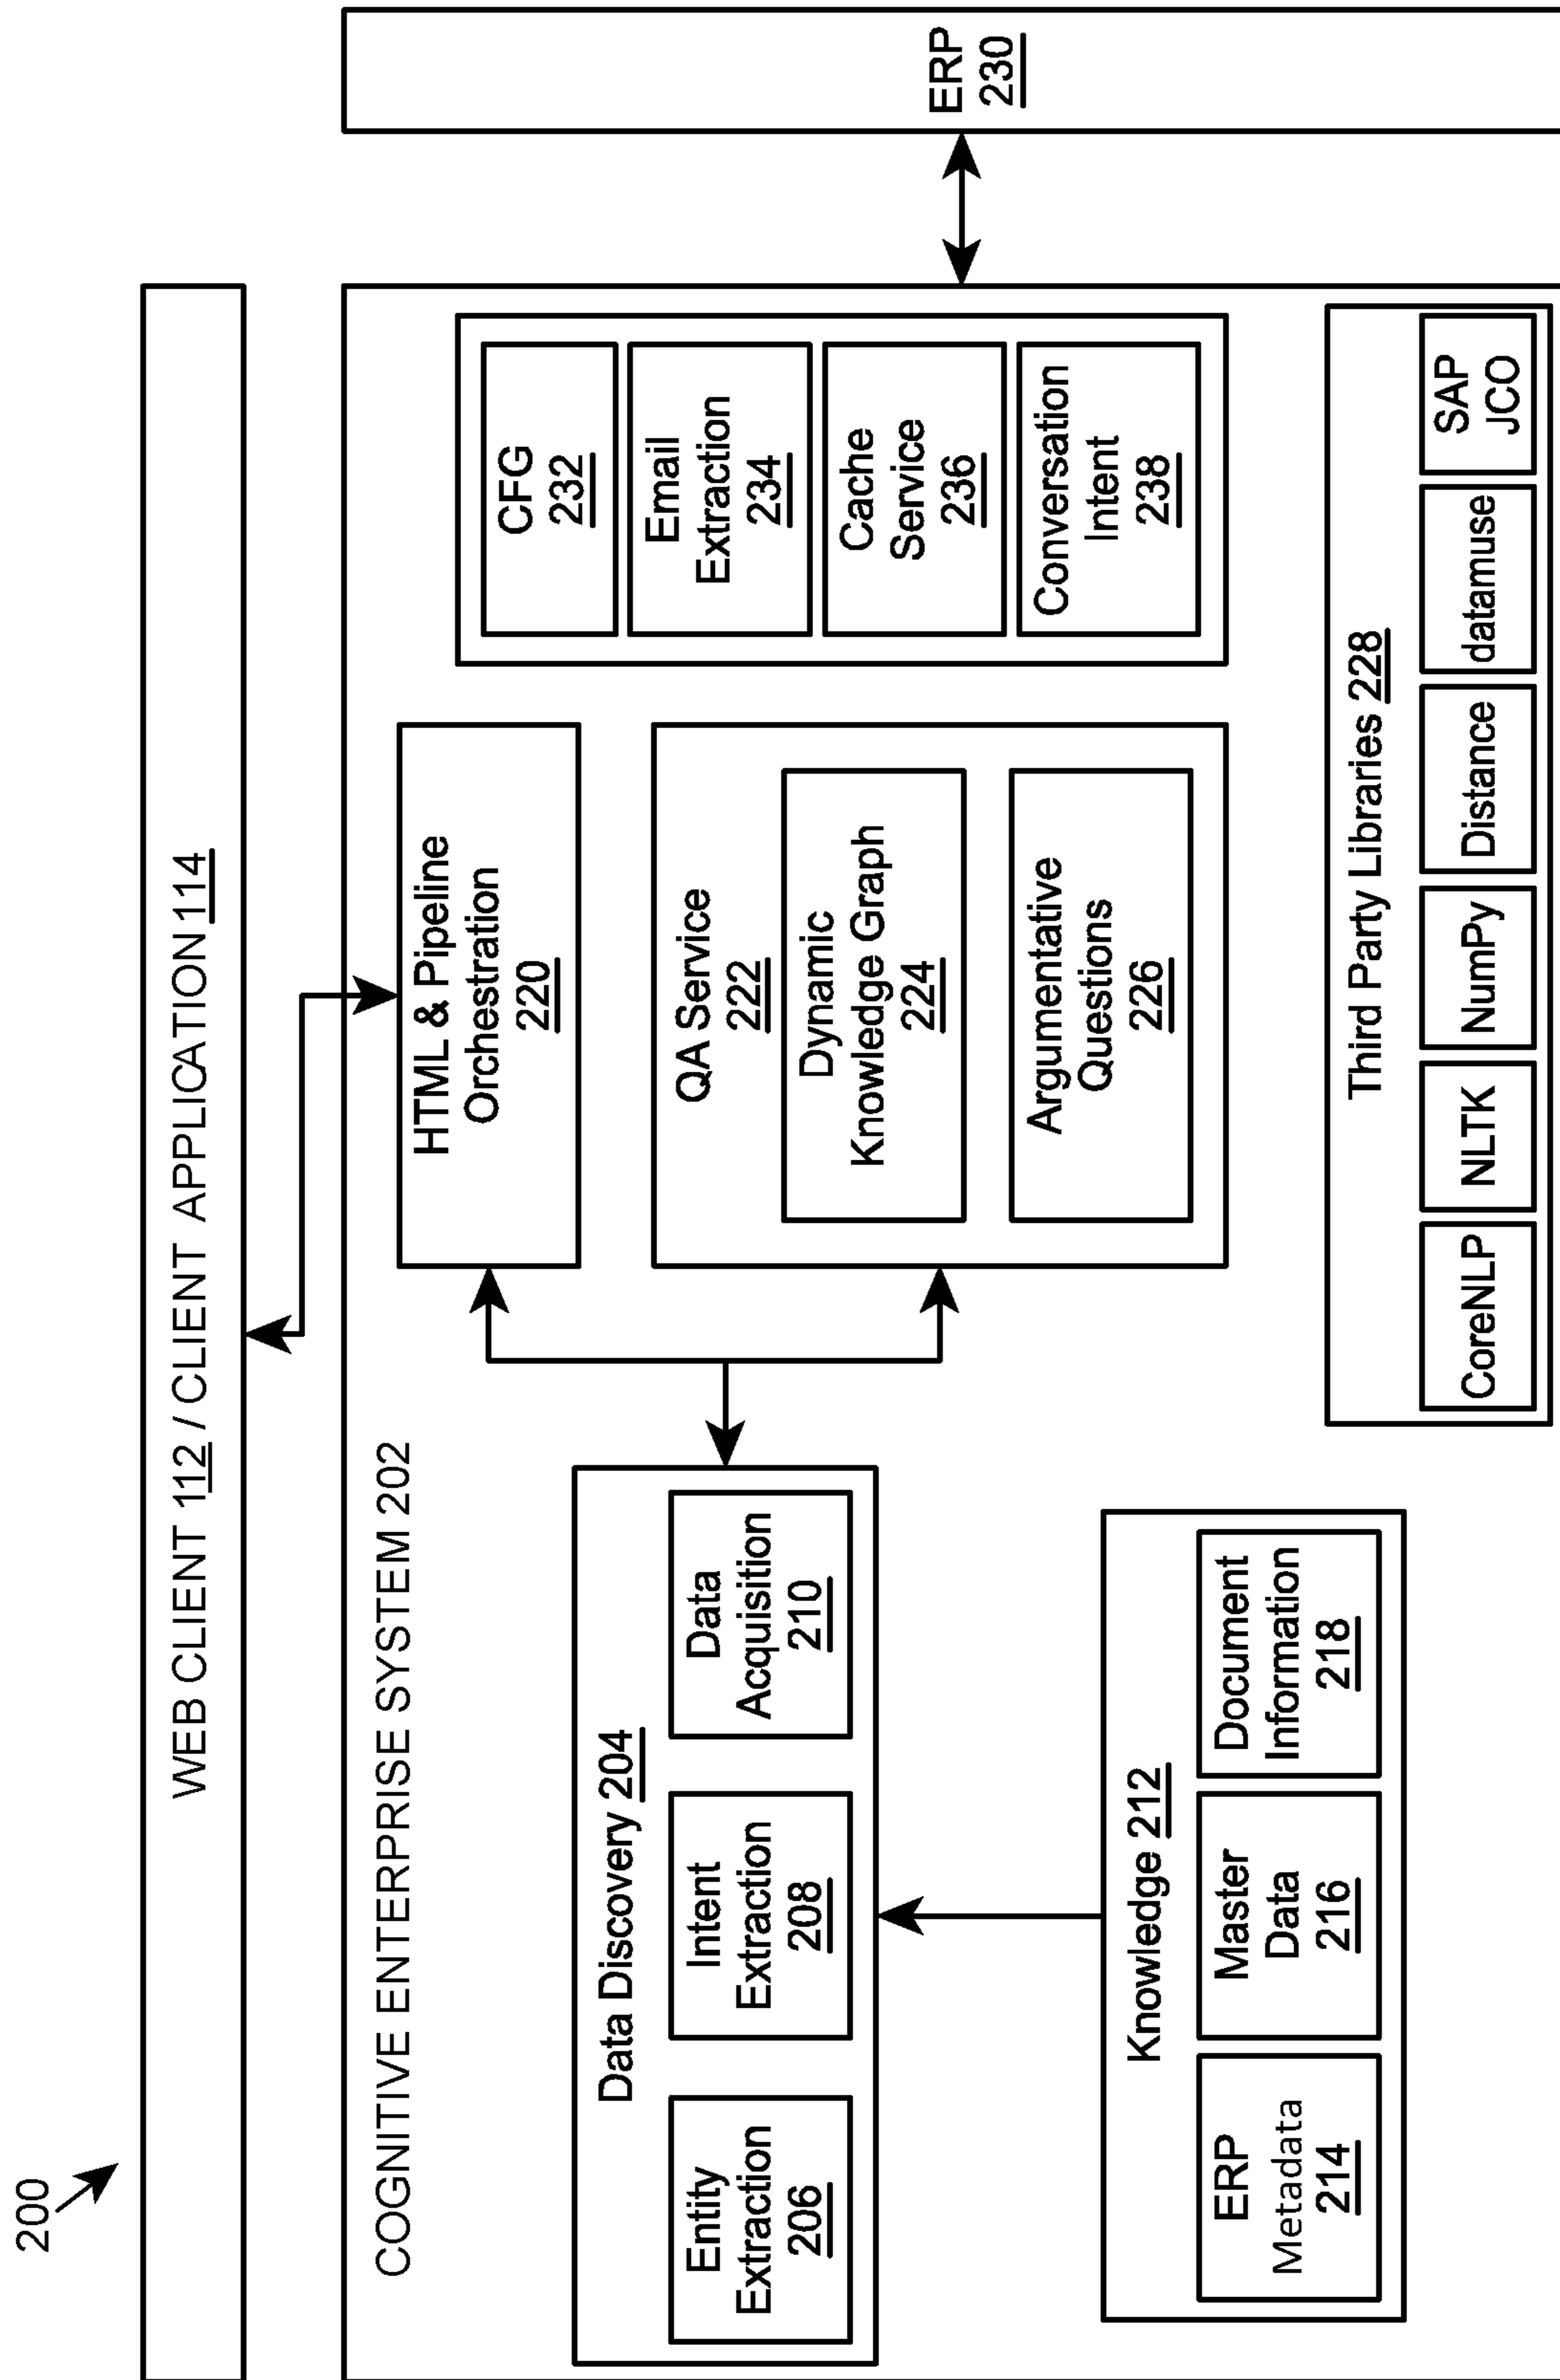 200
WEB CLIENT 112 / CLIENT APPLICATION 114
COGNITIVE ENTERPRISE SYSTEM 202
Data Discovery 204
Entity
Extraction
206
Intent
Extraction
208
Data
Acquisition
210
Knowledge 212
ERP
Metadata
214
Master
Data
216
Document
Information
218
HTML & Pipeline
Orchestration
220
QA Service
222
Dynamic
Knowledge Graph
224
Argumentative
Questions
226
CFG
232
Email
Extraction
234
Cache
Service
236
Conversation
Intent
238
Third Party Libraries 228
CoreNLP
NLTK
NumPy
Distance
datamuse
SAP
JCO
ERP
230